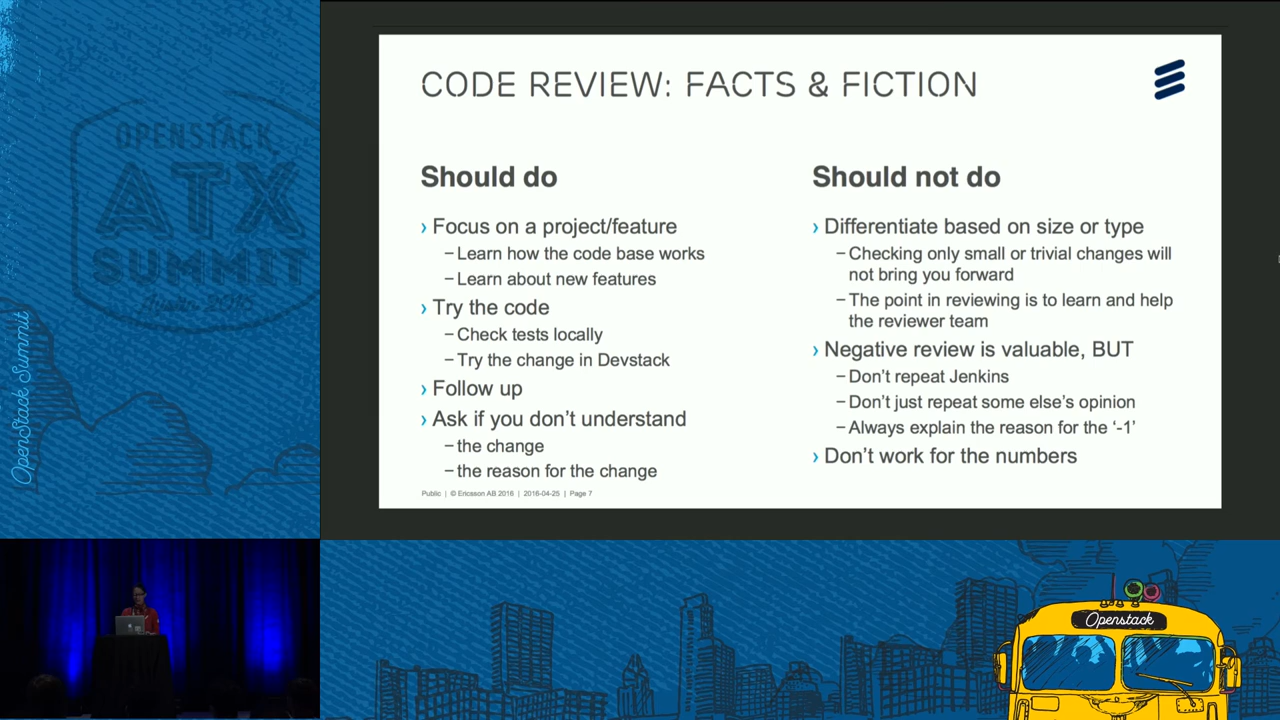 OPENSTACK
ATX
SUMMIT
Austin 2016
OpenStack Summit
CODE REVIEW: FACTS & FICTION
Should do
› Focus on a project/feature
– Learn how the code base works
– Learn about new features
› Try the code
– Check tests locally
– Try the change in Devstack
› Follow up
› Ask if you don’t understand
– the change
– the reason for the change
Should not do
› Differentiate based on size or type
– Checking only small or trivial changes will
not bring you forward
– The point in reviewing is to learn and help
the reviewer team
› Negative review is valuable, BUT
– Don’t repeat Jenkins
– Don’t just repeat some else’s opinion
– Always explain the reason for the ‘-1’
› Don’t work for the numbers
Public | © Ericsson AB 2016 | 2016-04-25 | Page 7
Openstack